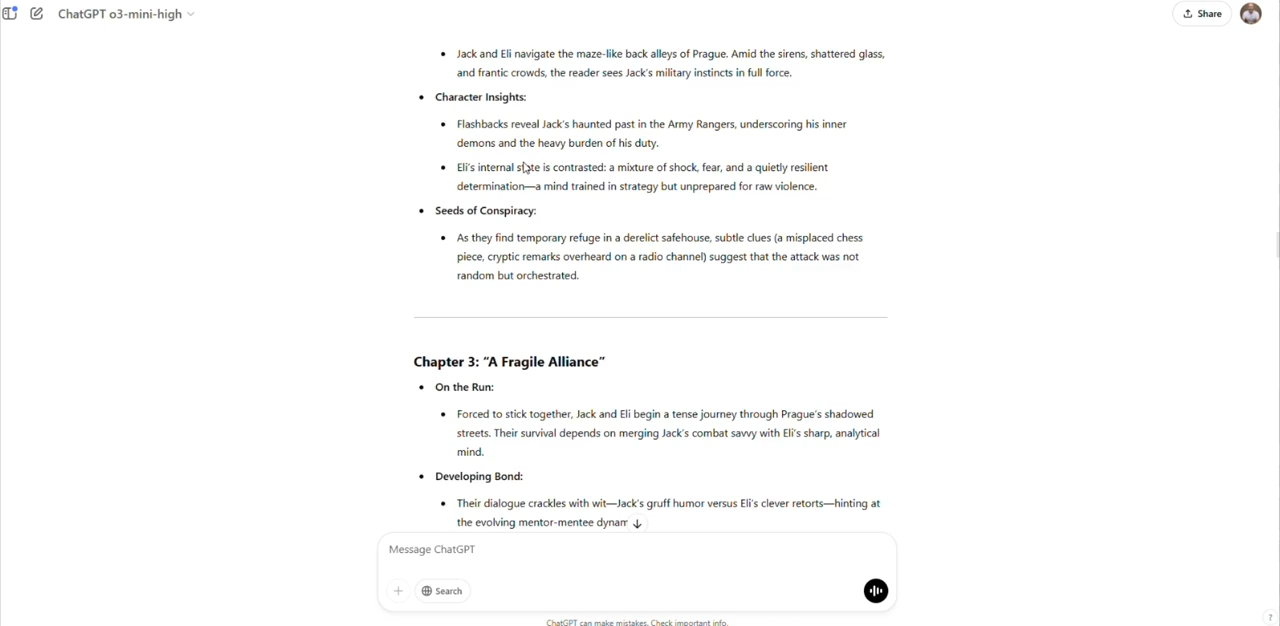 ChatGPT o3-mini-high
Share
Jack and Eli navigate the maze-like back alleys of Prague. Amid the sirens, shattered glass,
and frantic crowds, the reader sees Jack's military instincts in full force.
Character Insights:
Flashbacks reveal Jack's haunted past in the Army Rangers, underscoring his inner
demons and the heavy burden of his duty.
Eli's internal state is contrasted: a mixture of shock, fear, and a quietly resilient
determination—a mind trained in strategy but unprepared for raw violence.
Seeds of Conspiracy:
As they find temporary refuge in a derelict safehouse, subtle clues (a misplaced chess
piece, cryptic remarks overheard on a radio channel) suggest that the attack was not
random but orchestrated.
Chapter 3: “A Fragile Alliance”
On the Run:
Forced to stick together, Jack and Eli begin a tense journey through Prague's shadowed
streets. Their survival depends on merging Jack's combat savvy with Eli's sharp, analytical
mind.
Developing Bond:
Their dialogue crackles with wit—Jack's gruff humor versus Eli's clever retorts—hinting at
the evolving mentor-mentee dynam
Message ChatGPT
Search
ChatGPT can make mistakes. Check important info.
?